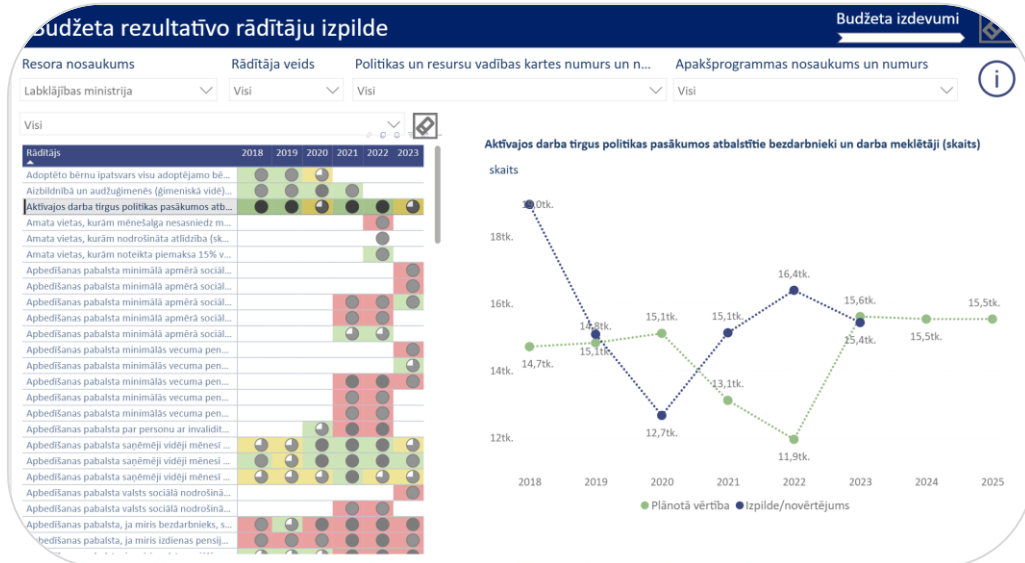 Budžeta rezultatīvo rādītāju izpilde
Budžeta izdevumi
Resora nosaukums
Rādītāja veids
Politikas un resursu vadības kartes numurs un n...
Apakšprogrammas nosaukums un numurs
Labklājības ministrija
Visi
Visi
Visi
Visi
Rādītājs 2018 2019 2020 2021 2022 2023
Adoptēto bērnu īpatsvars visu adoptējamo bē...
Aizbildnībā un audžuģimenēs (ģimeniskā vidē)...
Aktīvajos darba tirgus politikas pasākumos atb...
Amata vietas, kurām mēnešalga nesasniedz m...
Amata vietas, kurām nodrošināta atlīdzība (sk...
Amata vietas, kurām noteikta piemaksa 15% v...
Apbedīšanas pabalsta minimālā apmērā sociāl...
Apbedīšanas pabalsta minimālā apmērā sociāl...
Apbedīšanas pabalsta minimālā apmērā sociāl...
Apbedīšanas pabalsta minimālā apmērā sociāl...
Apbedīšanas pabalsta minimālā apmērā sociāl...
Apbedīšanas pabalsta minimālās vecuma pen...
Apbedīšanas pabalsta minimālās vecuma pen...
Apbedīšanas pabalsta minimālās vecuma pen...
Apbedīšanas pabalsta minimālās vecuma pen...
Apbedīšanas pabalsta minimālās vecuma pen...
Apbedīšanas pabalsta par personu ar invalidit...
Apbedīšanas pabalsta saņēmēji vidēji mēnesī ...
Apbedīšanas pabalsta saņēmēji vidēji mēnesī ...
Apbedīšanas pabalsta saņēmēji vidēji mēnesī ...
Apbedīšanas pabalsta valsts sociālā nodrošinā...
Apbedīšanas pabalsta valsts sociālā nodrošinā...
Apbedīšanas pabalsta, ja miris bezdarbnieks, s...
Apbedīšanas pabalsta, ja miris izdienas pensij...
Aktīvajos darba tirgus politikas pasākumos atbalstītie bezdarbnieki un darba meklētāji (skaits)
skaits
18tk.
16tk.
14tk.
12tk.
14,7tk.
14,8tk.
15,1tk.
15,1tk.
12,7tk.
15,1tk.
13,1tk.
16,4tk.
11,9tk.
15,6tk.
15,4tk.
15,5tk.
15,5tk.
2018 2019 2020 2021 2022 2023 2024 2025
Plānotā vērtība Izpilde/novērtējums